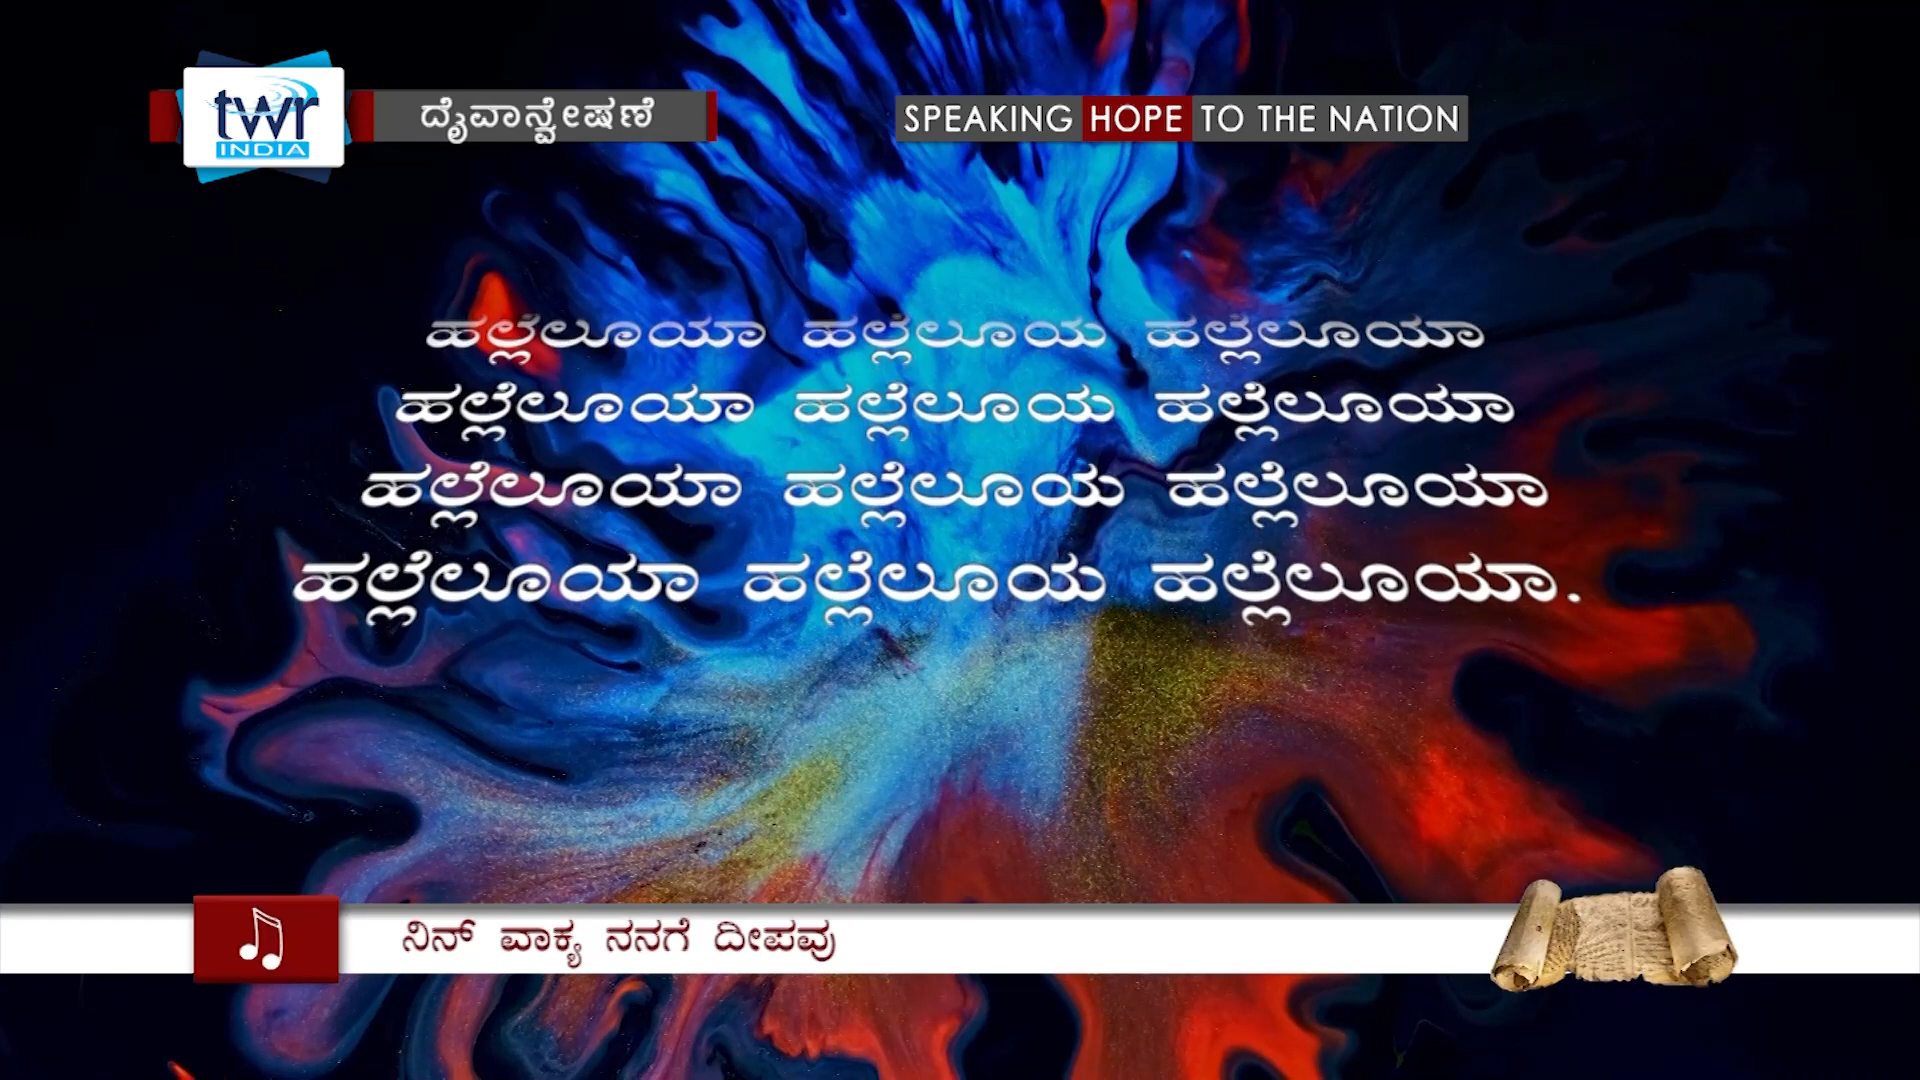 twr
INDIA
ದೈವಾನ್ವೇಷಣೆ
SPEAKING HOPE TO THE NATION
ಹಲ್ಲೆಲೂಯಾ ಹಲ್ಲೆಲೂಯ ಹಲ್ಲೆಲೂಯಾ
ಹಲ್ಲೆಲೂಯಾ ಹಲ್ಲೆಲೂಯ ಹಲ್ಲೆಲೂಯಾ
ಹಲ್ಲೆಲೂಯಾ ಹಲ್ಲೆಲೂಯ ಹಲ್ಲೆಲೂಯಾ
ಹಲ್ಲೆಲೂಯಾ ಹಲ್ಲೆಲೂಯ ಹಲ್ಲೆಲೂಯಾ.
ನಿನ್ ವಾಕ್ಯ ನನಗೆ ದೀಪವು